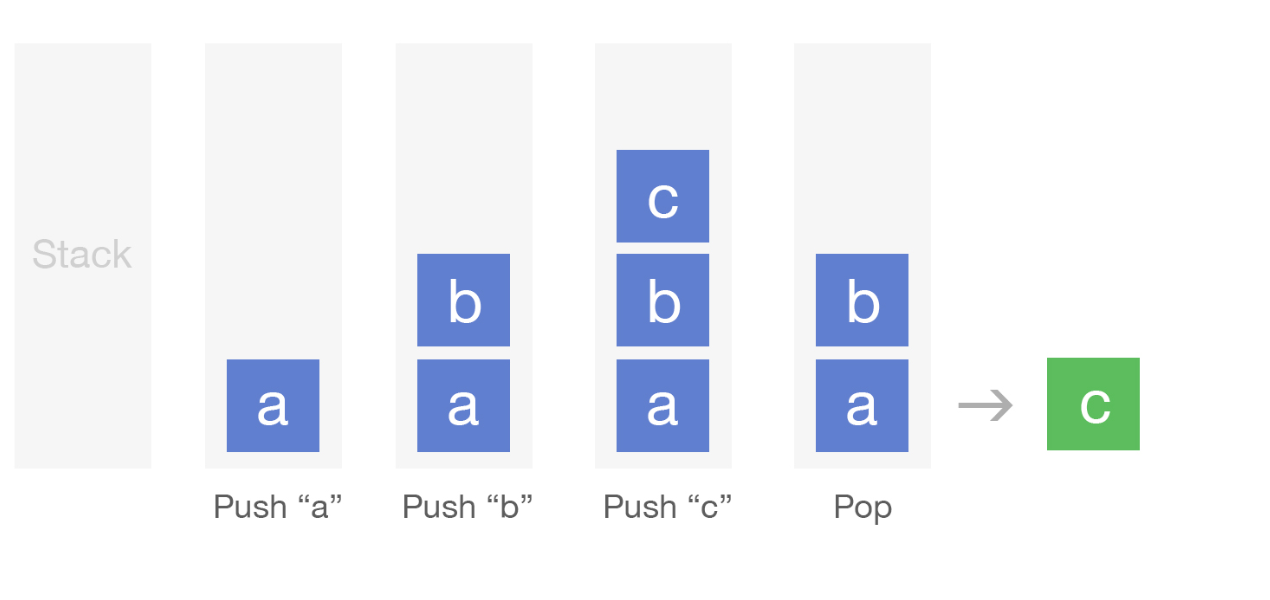 Stack
c
b b b
a a a a c
Push “a” Push “b” Push “c” Pop